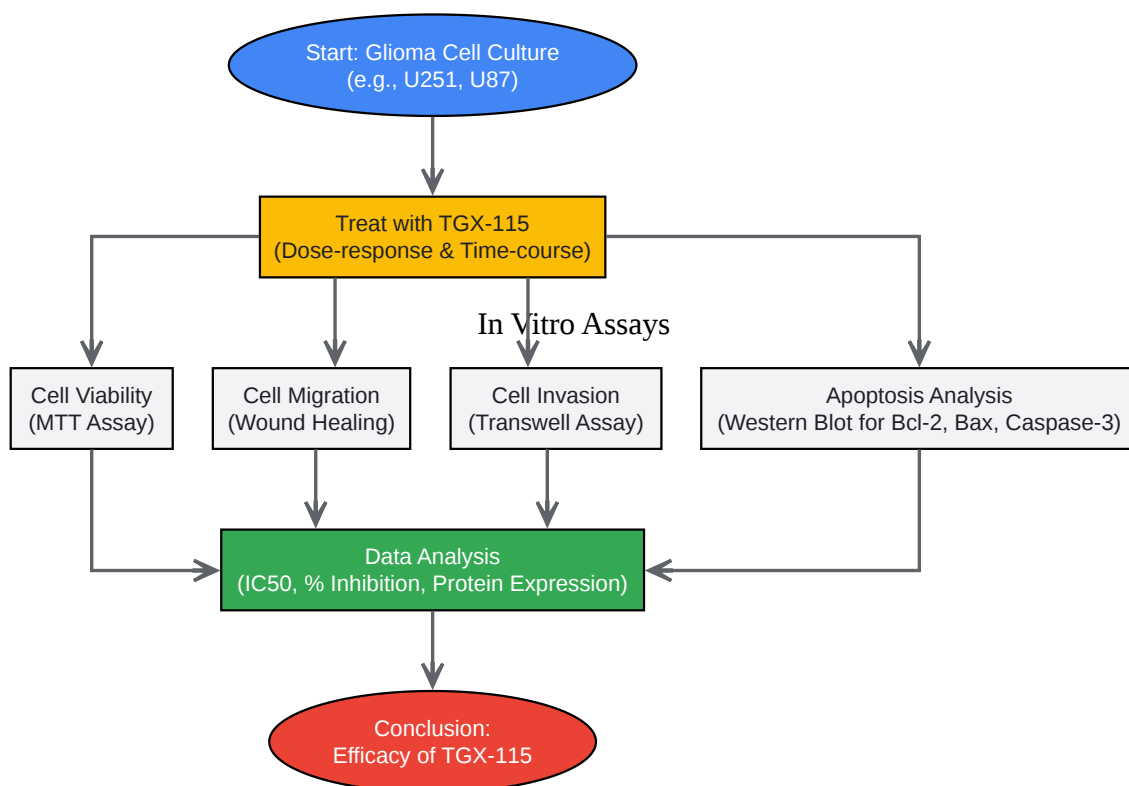 Start: Glioma Cell Culture
(e.g., U251, U87)
Treat with TGX-115
(Dose-response & Time-course)
In Vitro Assays
Cell Viability
(MTT Assay)
Cell Migration
(Wound Healing)
Cell Invasion
(Transwell Assay)
Apoptosis Analysis
(Western Blot for Bcl-2, Bax, Caspase-3)
Data Analysis
(IC50, % Inhibition, Protein Expression)
Conclusion:
Efficacy of TGX-115